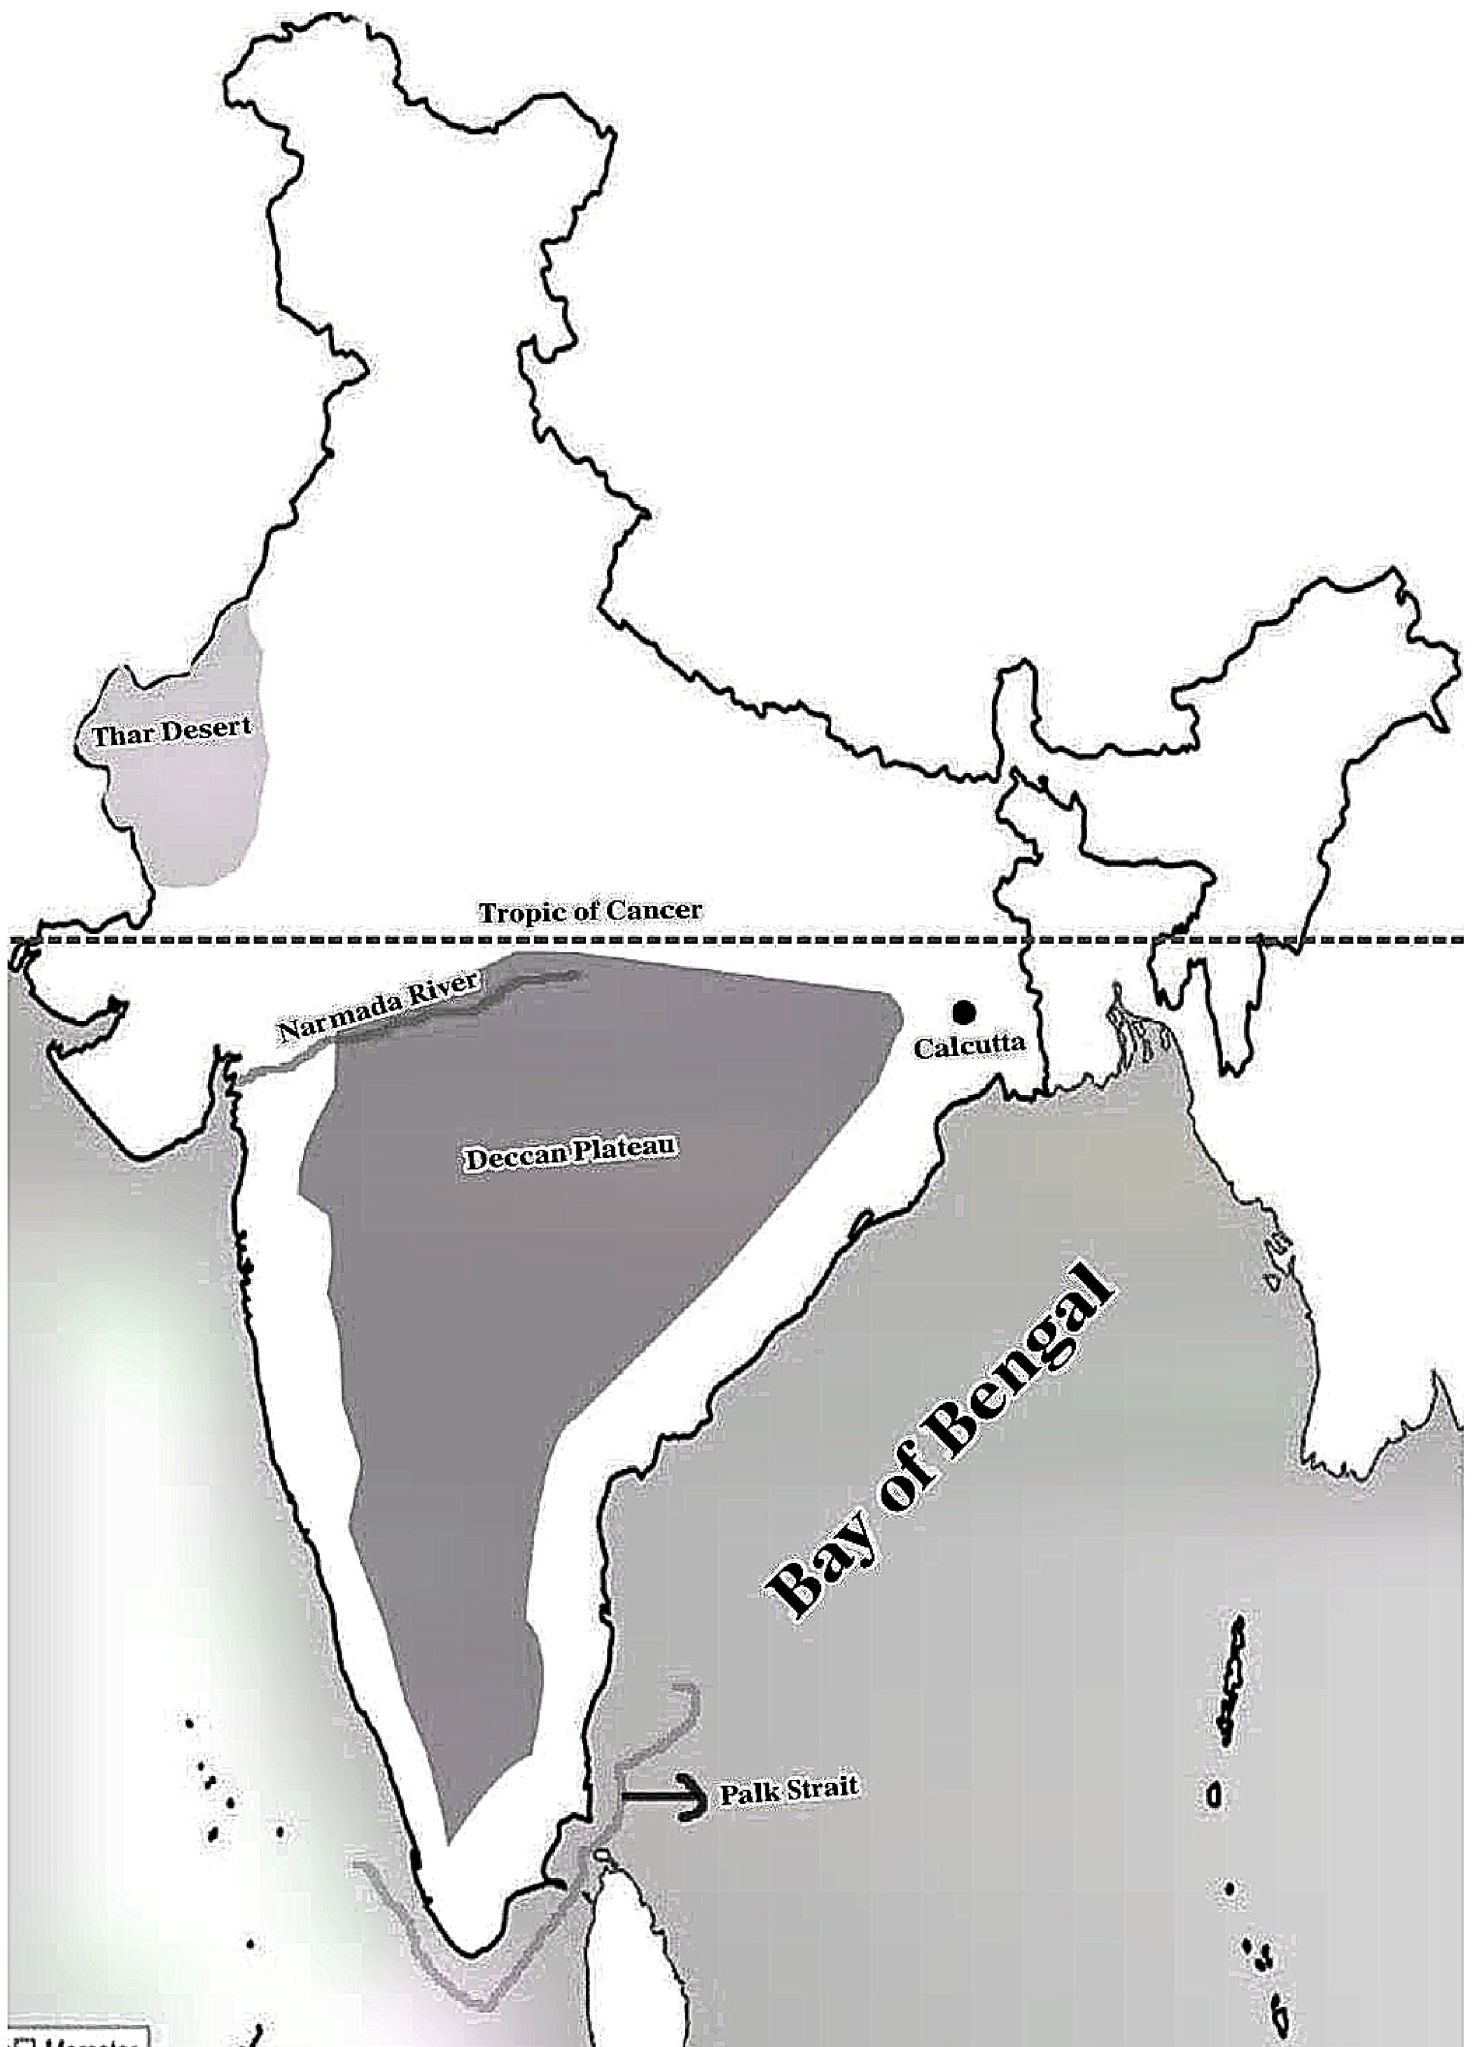 Thar Desert
Tropic of Cancer
Narmada River
Calcutta
Deccan Plateau
Bay of Bengal
Palk Strait